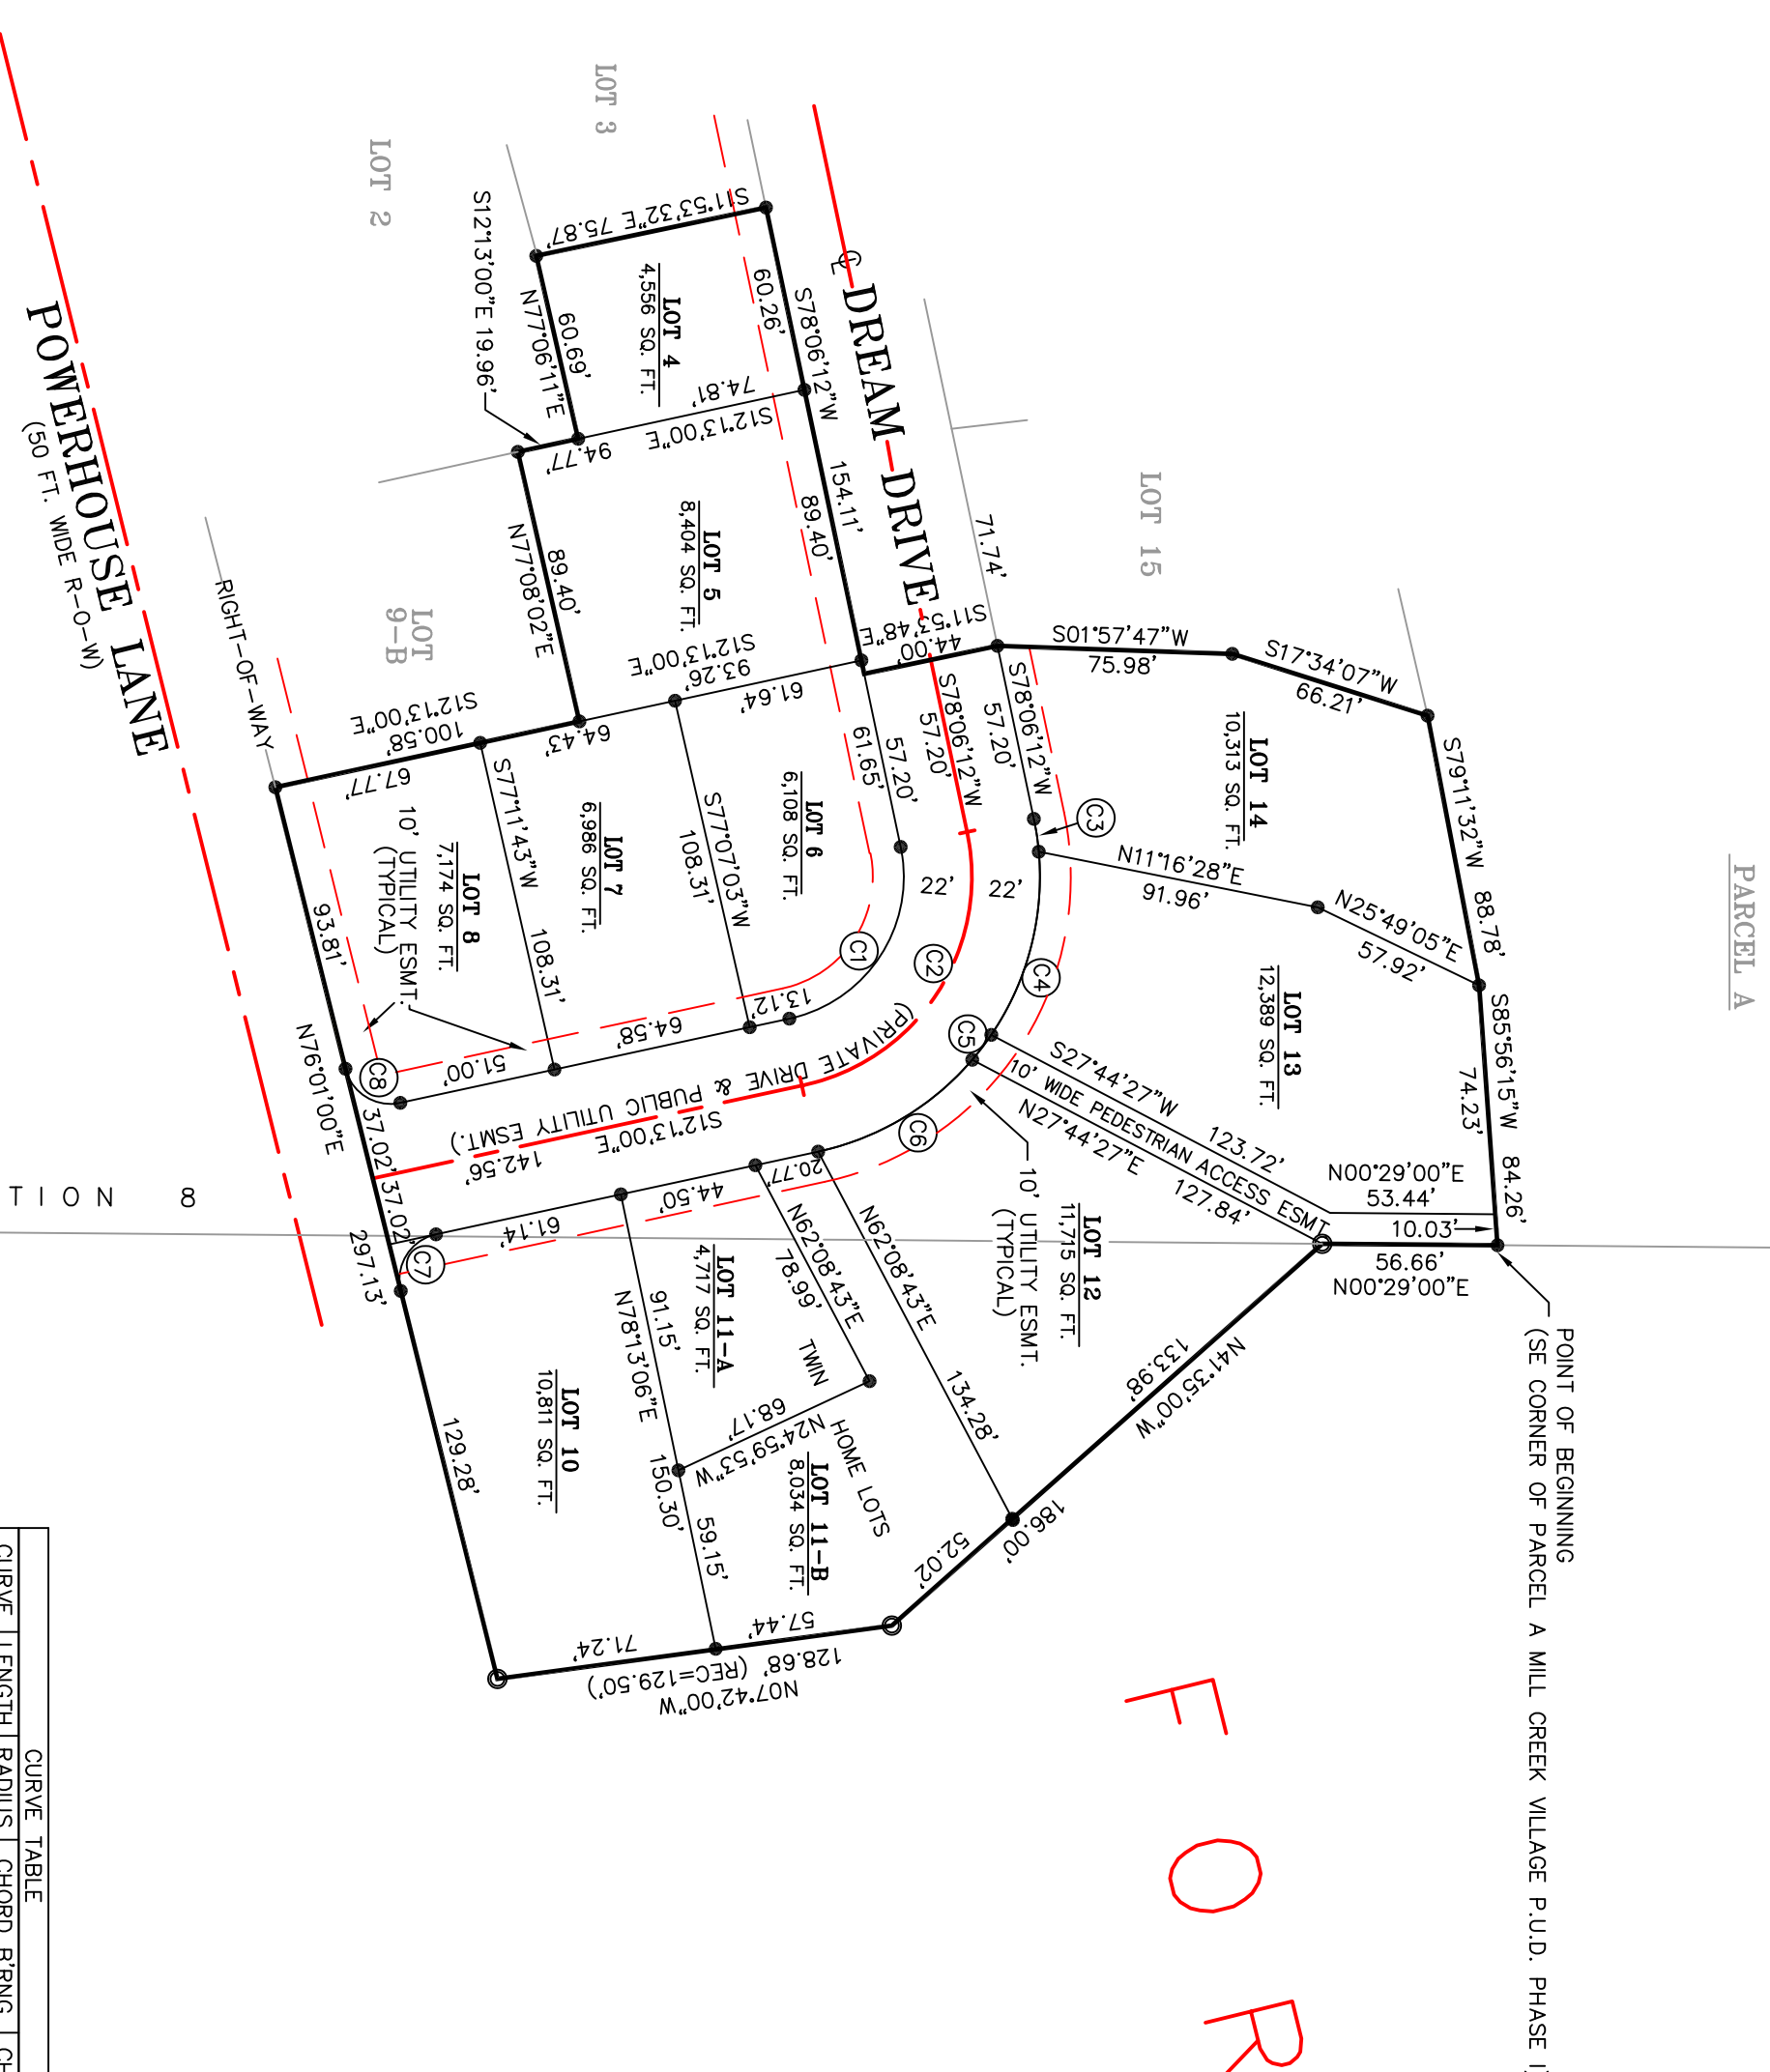 PARCEL A
LOT 15
LOT 3
LOT 2
LOT
9-B
℄ DREAM DRIVE
(PRIVATE DRIVE & PUBLIC UTILITY ESMT.)
POWERHOUSE LANE
(50 FT. WIDE R-O-W)
RIGHT-OF-WAY
TION 8
POINT OF BEGINNING
(SE CORNER OF PARCEL A MILL CREEK VILLAGE P.U.D. PHASE
LOT 4
4,556 SQ. FT.
S11°53'32"E 75.87'
60.26'
S78°06'12"W
154.11'
60.69'
N77°06'11"E
S12°13'00"E 19.96'
74.81'
S12°13'00"E
94.77'
LOT 5
8,404 SQ. FT.
89.40'
89.40'
N77°08'02"E
S12°13'00"E
93.26'
61.64'
64.43'
71.74'
S11°53'48"E
44.00'
S78°06'12"W
57.20'
S78°06'12"W
57.20'
57.20'
61.65'
22'
22'
LOT 6
6,108 SQ. FT.
S77°07'03"W
108.31'
13.12'
LOT 7
6,986 SQ. FT.
S77°11'43"W
108.31'
64.58'
LOT 8
7,174 SQ. FT.
10' UTILITY ESMT.
(TYPICAL)
S12°13'00"E
100.58'
67.77'
93.81'
51.00'
N76°01'00"E
37.02'
37.02'
297.13'
S12°13'00"E
142.56'
C1
C2
C3
C4
C5
C6
C7
C8
LOT 14
10,313 SQ. FT.
S01°57'47"W
75.98'
S17°34'07"W
66.21'
S79°11'32"W 88.78'
N11°16'28"E
91.96'
N25°49'05"E
57.92'
LOT 13
12,389 SQ. FT.
S85°56'15"W 84.26'
74.23'
S27°44'27"W
123.72'
10' WIDE PEDESTRIAN ACCESS ESMT
N27°44'27"E
127.84'
N00°29'00"E
53.44'
10.03'
56.66'
N00°29'00"E
LOT 12
11,715 SQ. FT.
10' UTILITY ESMT.
(TYPICAL)
N41°35'00"W
133.98'
186.00'
52.02'
N62°08'43"E
134.28'
20.77'
44.50'
61.14'
LOT 11-A
4,717 SQ. FT.
N62°08'43"E
78.99'
TWIN
HOME LOTS
91.15'
N78°13'06"E
150.30'
68.17'
N24°59'53"W
LOT 11-B
8,034 SQ. FT.
59.15'
57.44'
71.24'
128.68' (REC=129.50')
N07°42'00"W
LOT 10
10,811 SQ. FT.
129.28'
F O R
CURVE TABLE
CURVE LENGTH RADIUS CHORD B'RNG